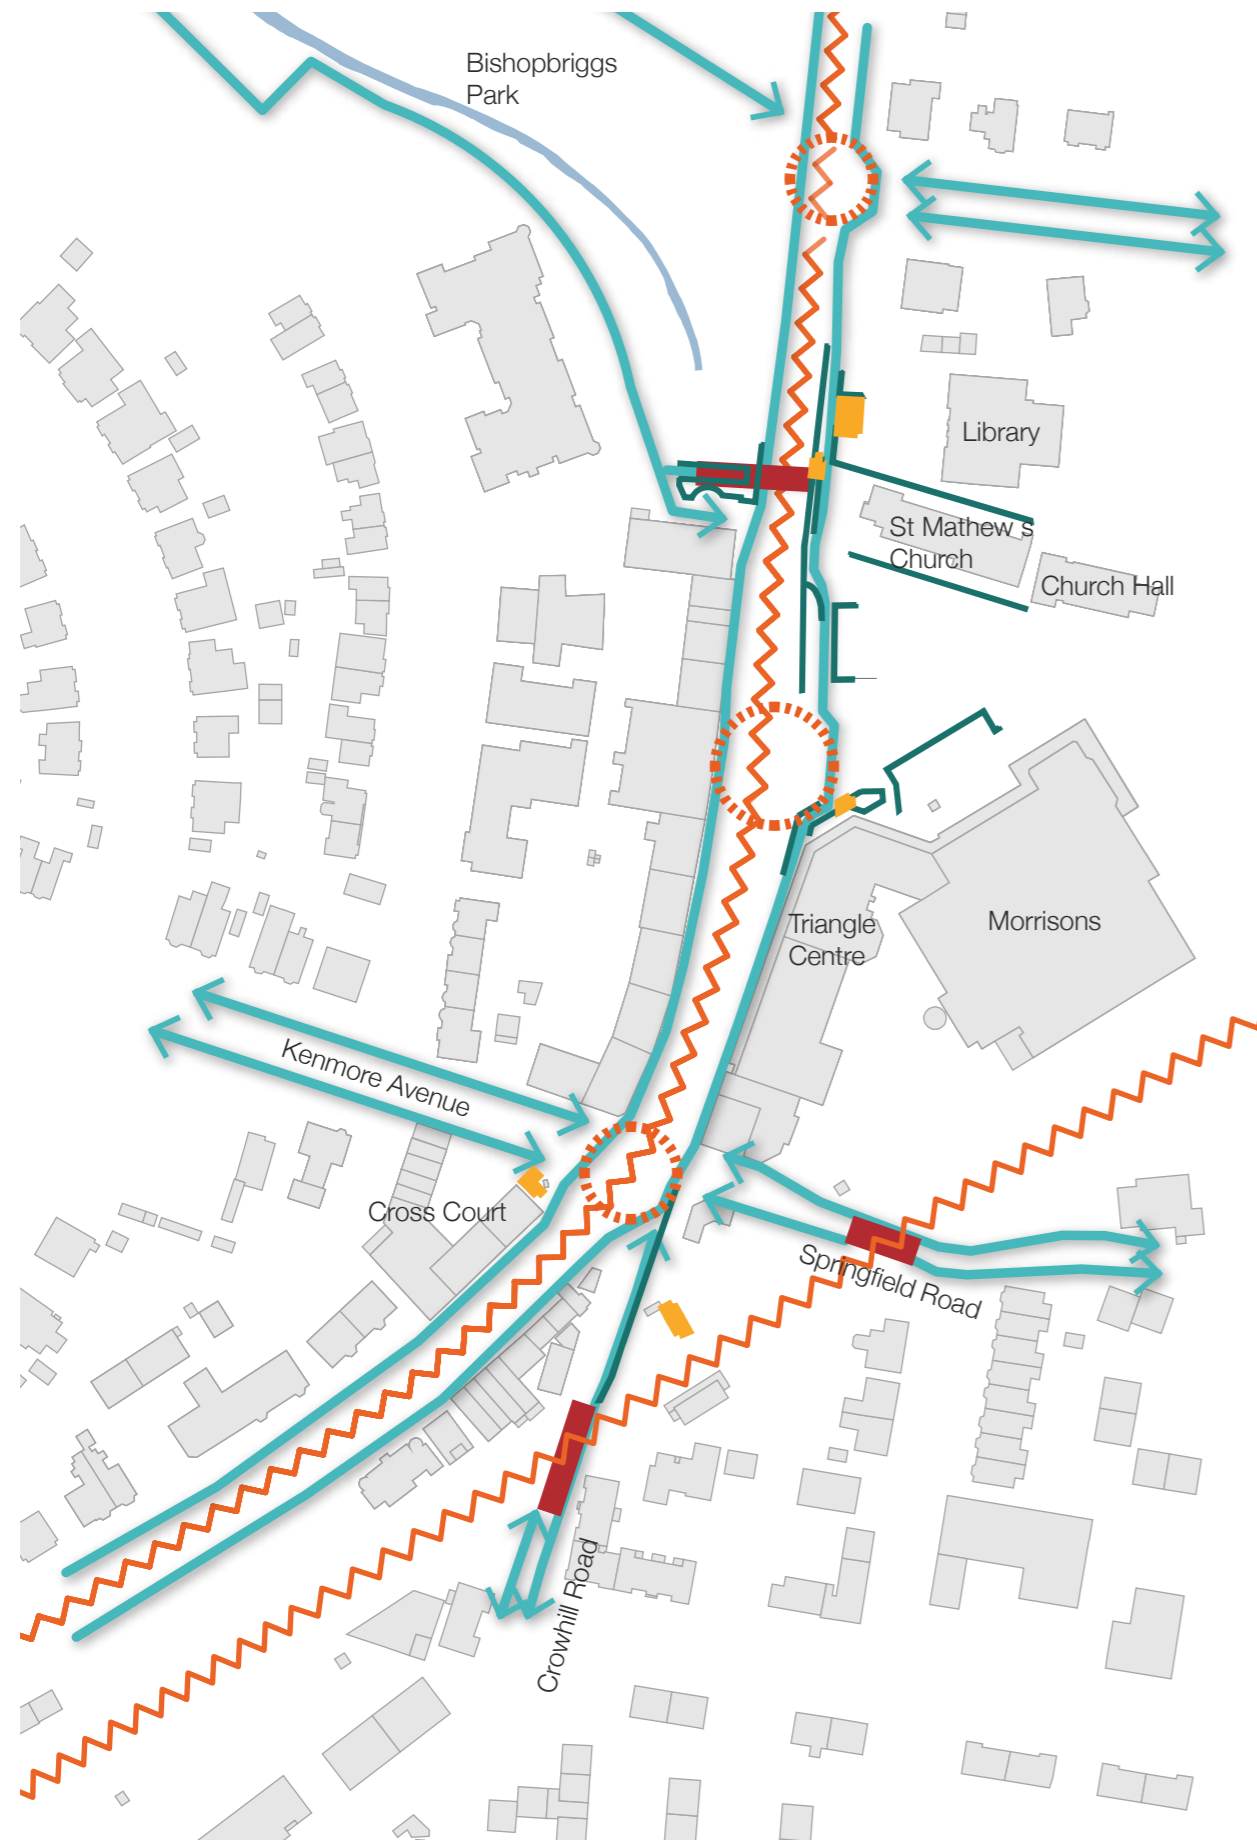 Bishopbriggs
Park
Library
St Mathew s
Church
Church Hall
Triangle
Centre
Morrisons
Kenmore Avenue
Cross Court
Springfield Road
Crowhill Road